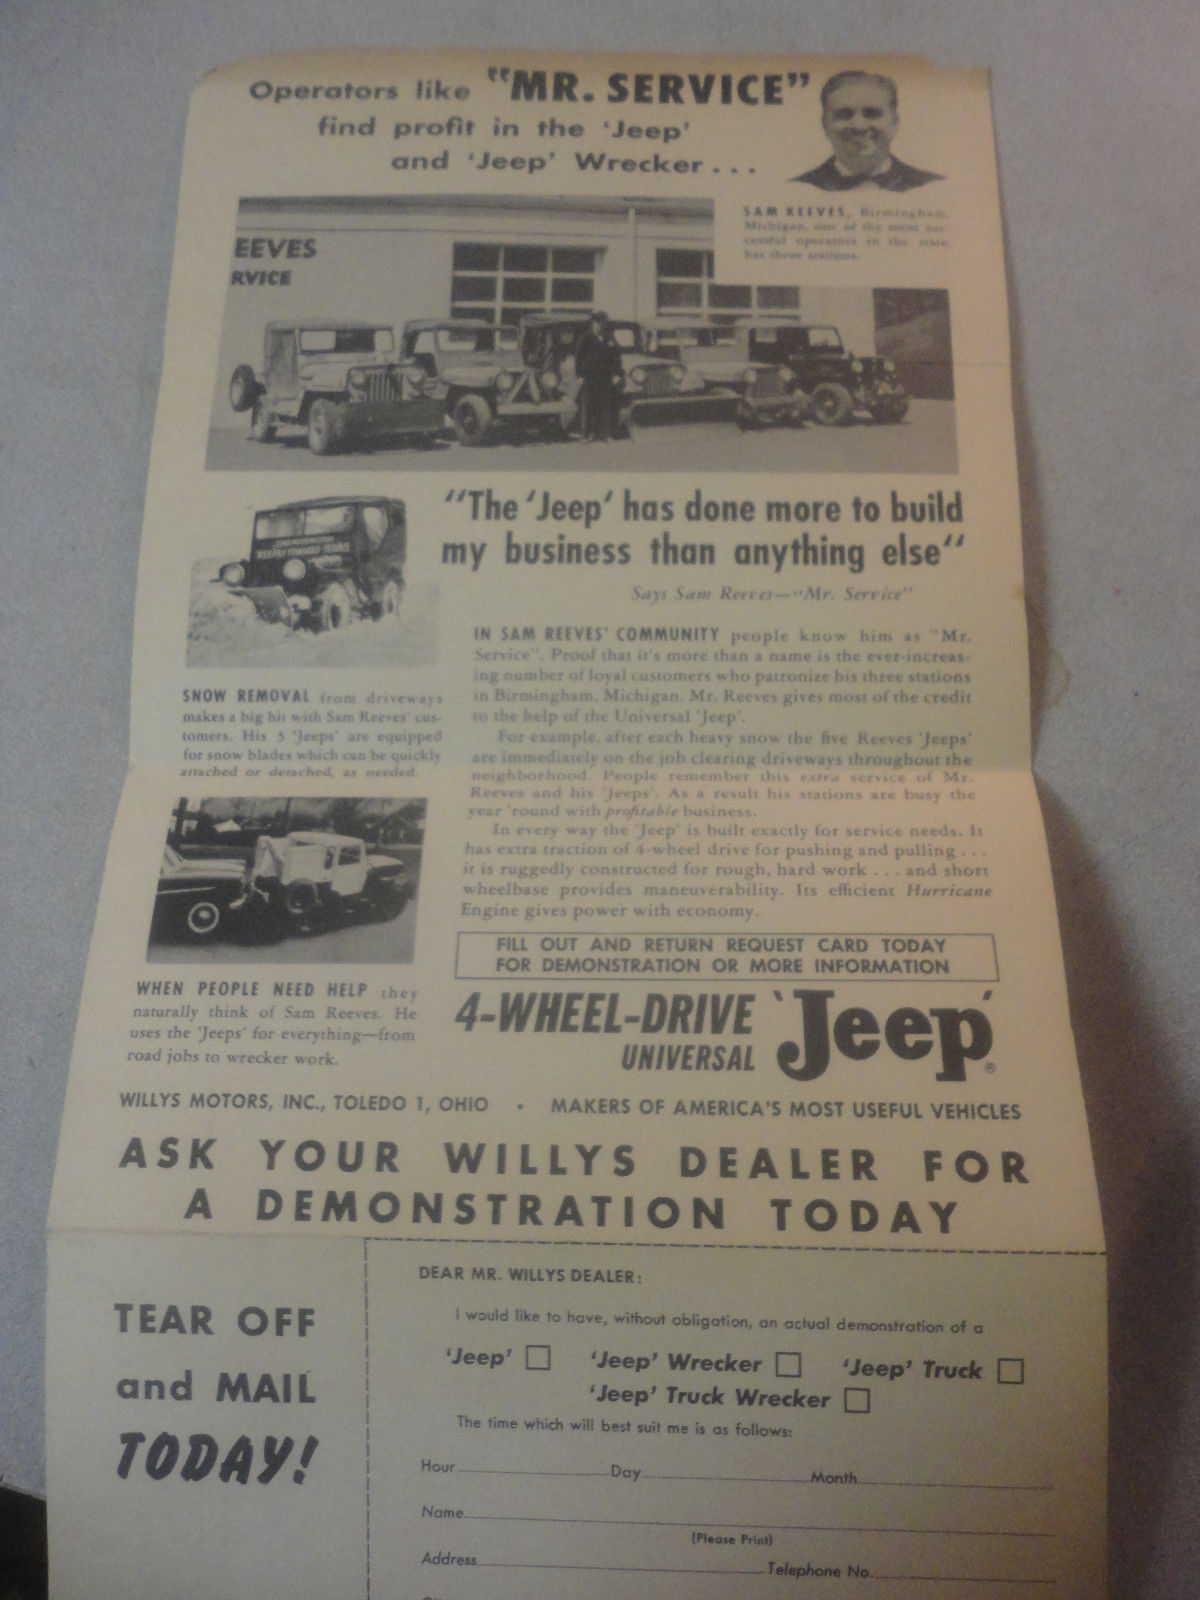 Operators like "MR. SERVICE"
find profit in the 'Jeep'
and 'Jeep' Wrecker...
SAM REEVES, Birmingham,
Michigan, one of the most suc-
cessful operators in the state,
has three stations.
EEVES
RVICE
"The 'Jeep' has done more to build
my business than anything else"
Says Sam Reeves—"Mr. Service"
IN SAM REEVES' COMMUNITY people know him as "Mr.
Service". Proof that it's more than a name is the ever-increas-
ing number of loyal customers who patronize his three stations
in Birmingham, Michigan. Mr. Reeves gives most of the credit
to the help of the Universal 'Jeep'.
For example, after each heavy snow the five Reeves 'Jeeps'
are immediately on the job clearing driveways throughout the
neighborhood. People remember this extra service of Mr.
Reeves and his 'Jeeps'. As a result his stations are busy the
year 'round with profitable business.
In every way the 'Jeep' is built exactly for service needs. It
has extra traction of 4-wheel drive for pushing and pulling...
it is ruggedly constructed for rough, hard work... and short
wheelbase provides maneuverability. Its efficient Hurricane
Engine gives power with economy.
SNOW REMOVAL from driveways
makes a big hit with Sam Reeves' cus-
tomers. His 5 'Jeeps' are equipped
for snow blades which can be quickly
attached or detached, as needed.
WHEN PEOPLE NEED HELP they
naturally think of Sam Reeves. He
uses the 'Jeeps' for everything—from
road jobs to wrecker work.
FILL OUT AND RETURN REQUEST CARD TODAY
FOR DEMONSTRATION OR MORE INFORMATION
4-WHEEL-DRIVE
UNIVERSAL
'Jeep'®
WILLYS MOTORS, INC., TOLEDO 1, OHIO • MAKERS OF AMERICA'S MOST USEFUL VEHICLES
ASK YOUR WILLYS DEALER FOR
A DEMONSTRATION TODAY
TEAR OFF
and MAIL
TODAY!
DEAR MR. WILLYS DEALER:
I would like to have, without obligation, an actual demonstration of a
'Jeep' 'Jeep' Wrecker 'Jeep' Truck
'Jeep' Truck Wrecker
The time which will best suit me is as follows:
Hour Day Month
Name
(Please Print)
Address Telephone No.